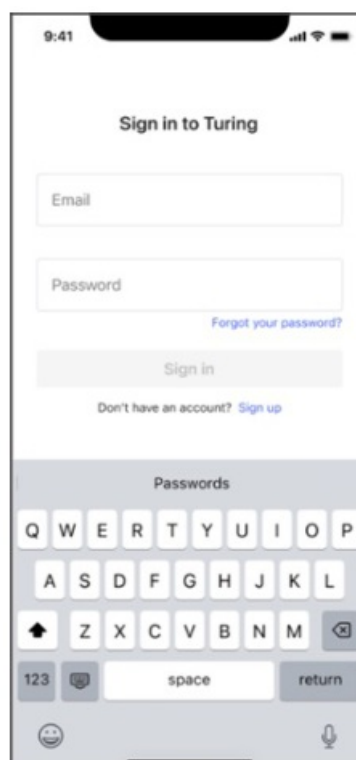 9:41
Sign in to Turing
Email
Password
Forgot your password?
Sign in
Don't have an account? Sign up
Passwords
Q W E R T Y U I O P
A S D F G H J K L
Z X C V B N M
123 space return